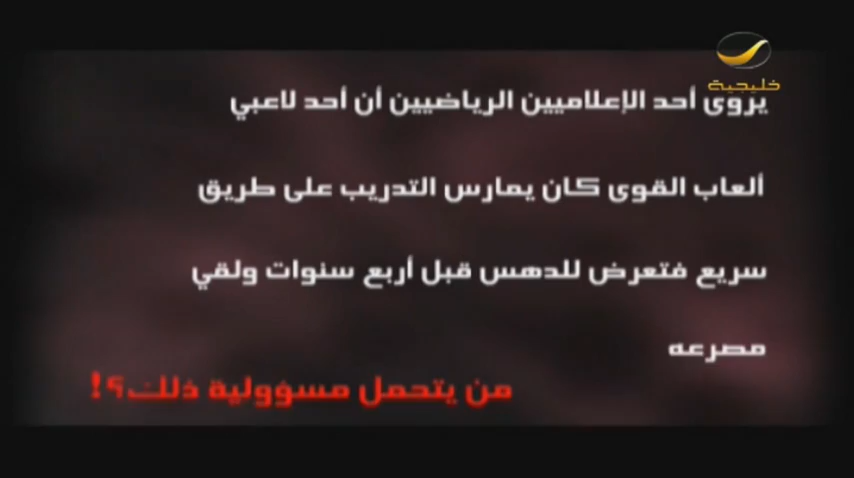 خليجية
يروى أحد الإعلاميين الرياضيين أن أحد لاعبي
ألعاب القوى كان يمارس التدريب على طريق
سريع فتعرض للدهس قبل أربع سنوات ولقي
مصرعه
من يتحمل مسؤولية ذلك؟!